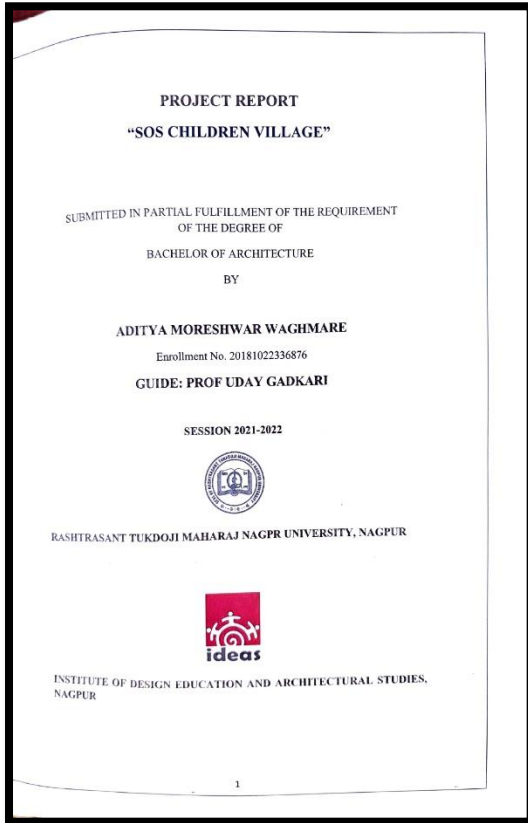 PROJECT REPORT
“SOS CHILDREN VILLAGE”
SUBMITTED IN PARTIAL FULFILLMENT OF THE REQUIREMENT
OF THE DEGREE OF
BACHELOR OF ARCHITECTURE
BY
ADITYA MORESHWAR WAGHMARE
Enrollment No. 20181022336876
GUIDE: PROF UDAY GADKARI
SESSION 2021-2022
RASHTRASANT TUKDOJI MAHARAJ NAGPR UNIVERSITY, NAGPUR
ideas
INSTITUTE OF DESIGN EDUCATION AND ARCHITECTURAL STUDIES,
NAGPUR
1